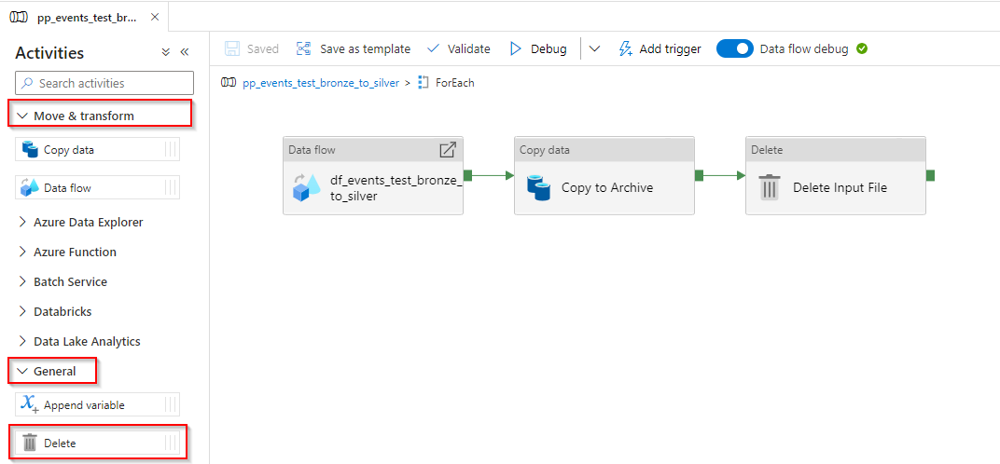 pp_events_test_br...
Activities
Search activities
Move & transform
Copy data
Data flow
Azure Data Explorer
Azure Function
Batch Service
Databricks
Data Lake Analytics
General
Append variable
Delete
Saved
Save as template
Validate
Debug
Add trigger
Data flow debug
pp_events_test_bronze_to_silver > ForEach
Data flow
df_events_test_bronze_
to_silver
Copy data
Copy to Archive
Delete
Delete Input File